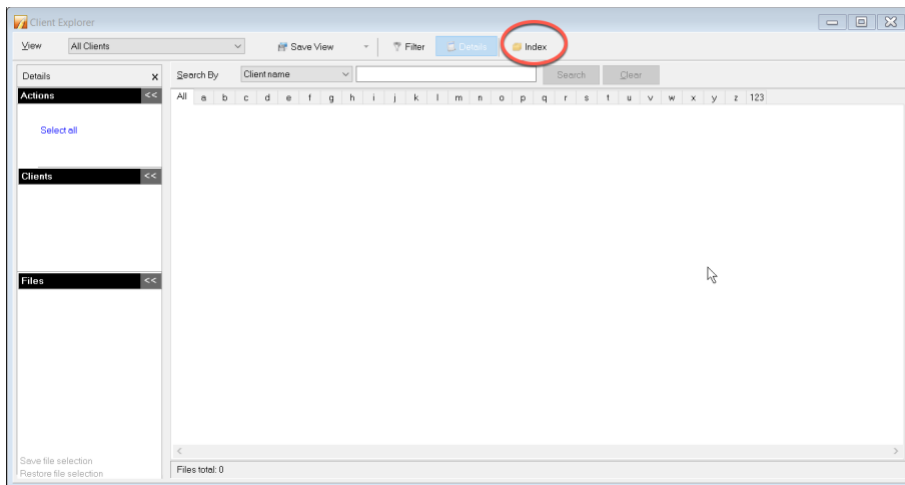 Client Explorer
View All Clients Save View Filter Details Index
Details x Search By Client name Search Clear
Actions << All a b c d e f g h i j k l m n o p q r s t u v w x y z 123
Select all
Clients <<
Files <<
Save file selection
Restore file selection
Files total: 0